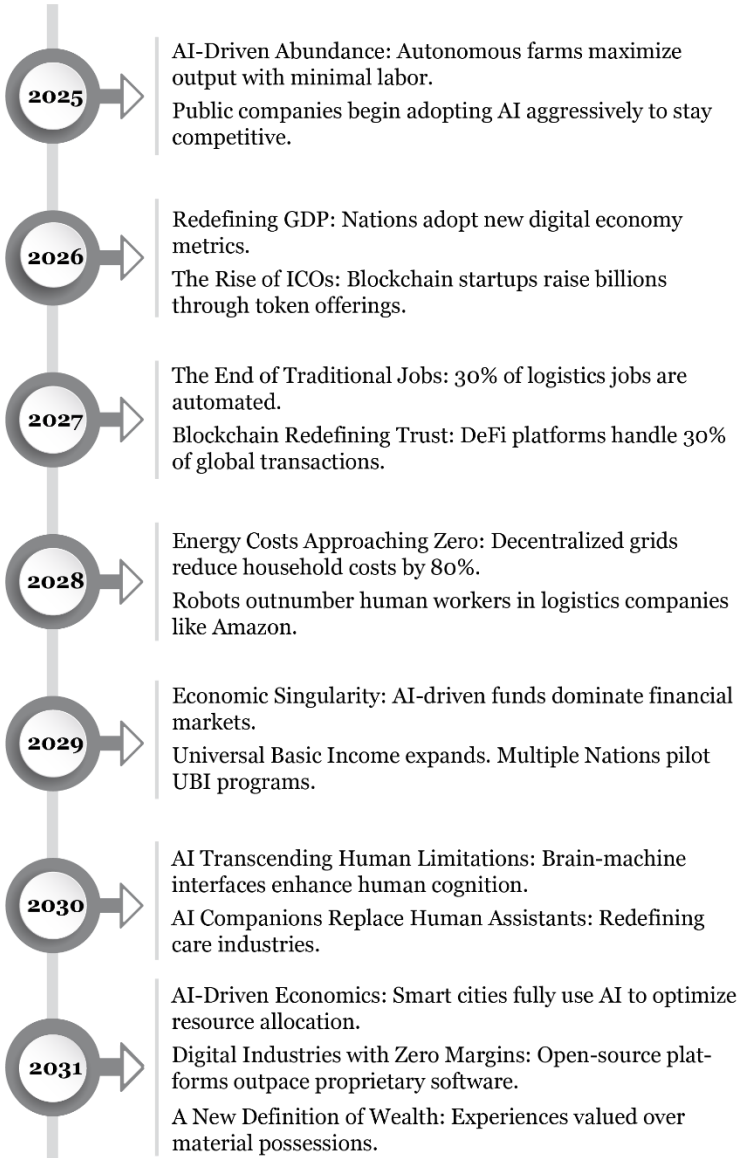 2025
AI-Driven Abundance: Autonomous farms maximize
output with minimal labor.
Public companies begin adopting AI aggressively to stay
competitive.
2026
Redefining GDP: Nations adopt new digital economy
metrics.
The Rise of ICOs: Blockchain startups raise billions
through token offerings.
2027
The End of Traditional Jobs: 30% of logistics jobs are
automated.
Blockchain Redefining Trust: DeFi platforms handle 30%
of global transactions.
2028
Energy Costs Approaching Zero: Decentralized grids
reduce household costs by 80%.
Robots outnumber human workers in logistics companies
like Amazon.
2029
Economic Singularity: AI-driven funds dominate financial
markets.
Universal Basic Income expands. Multiple Nations pilot
UBI programs.
2030
AI Transcending Human Limitations: Brain-machine
interfaces enhance human cognition.
AI Companions Replace Human Assistants: Redefining
care industries.
2031
AI-Driven Economics: Smart cities fully use AI to optimize
resource allocation.
Digital Industries with Zero Margins: Open-source plat-
forms outpace proprietary software.
A New Definition of Wealth: Experiences valued over
material possessions.